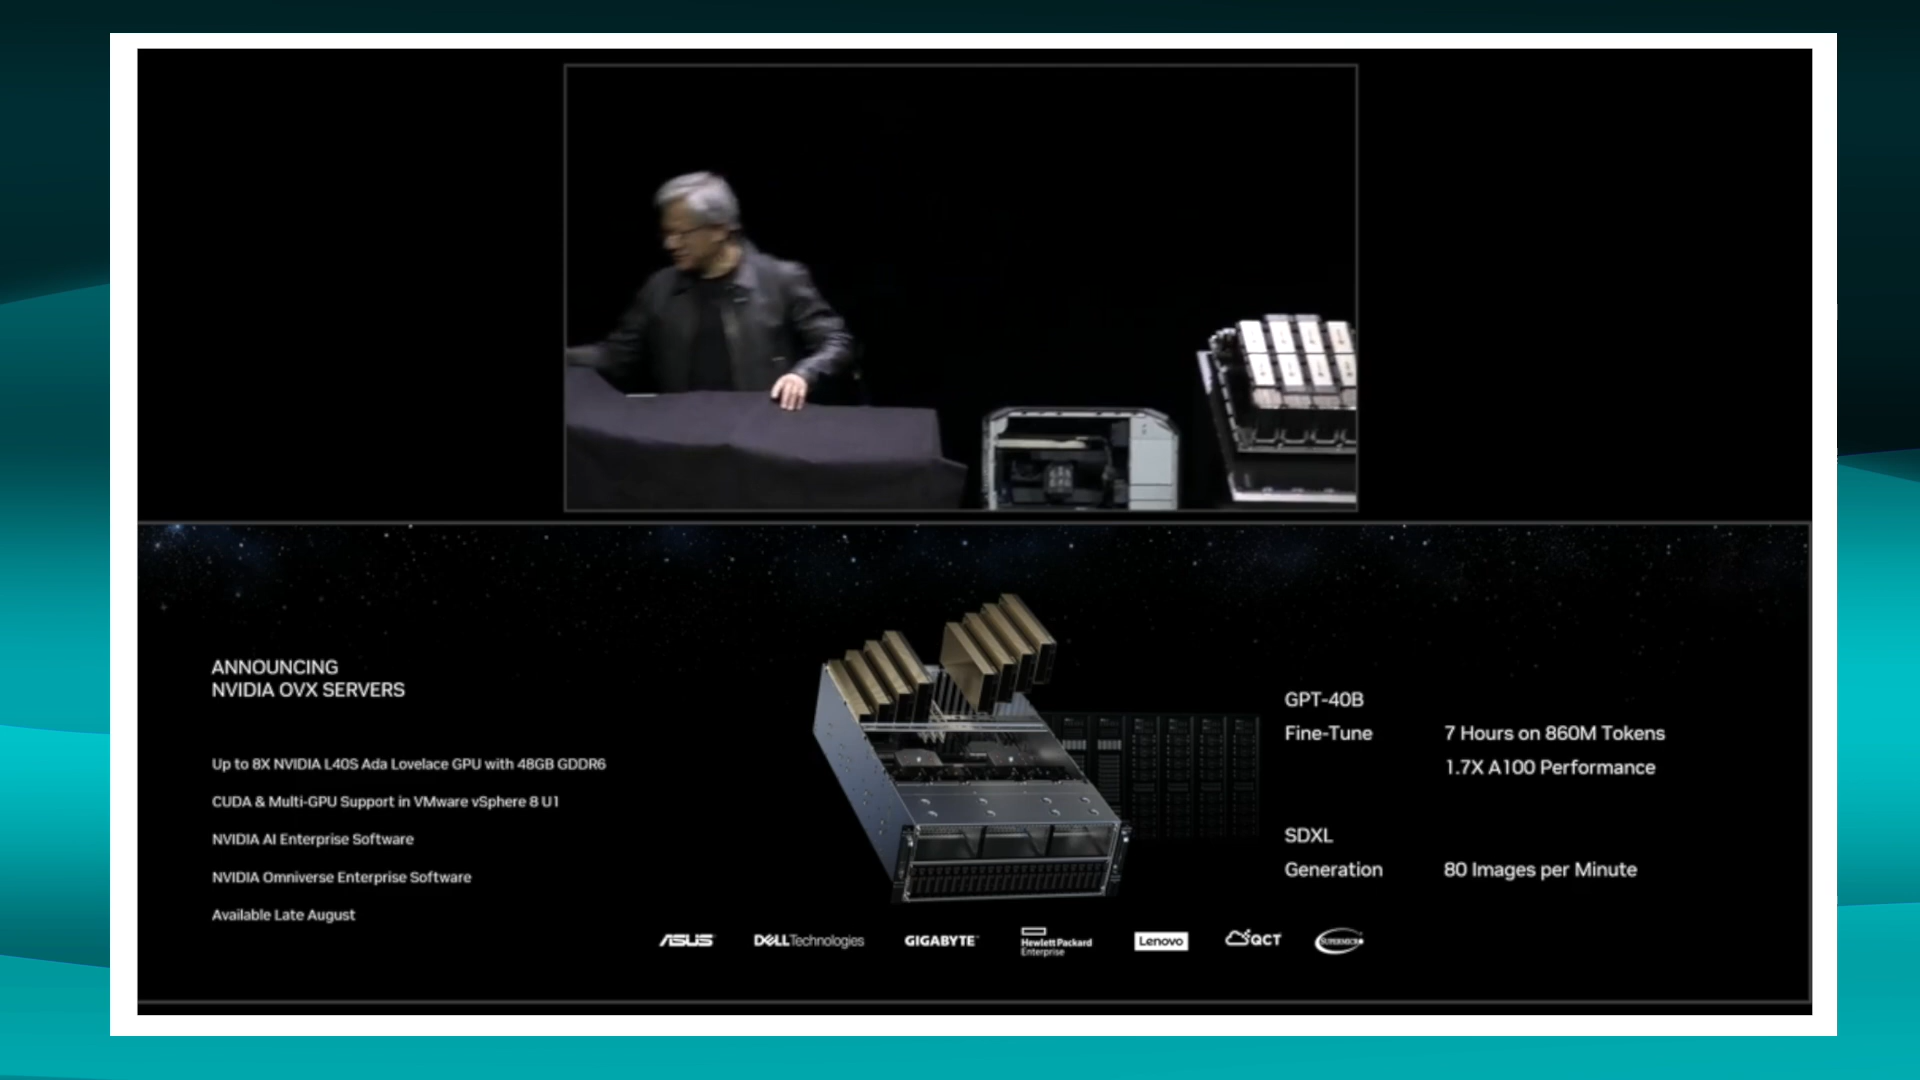 ANNOUNCING
NVIDIA OVX SERVERS
Up to 8X NVIDIA L40S Ada Lovelace GPU with 48GB GDDR6
CUDA & Multi-GPU Support in VMware vSphere 8 U1
NVIDIA AI Enterprise Software
NVIDIA Omniverse Enterprise Software
Available Late August
GPT-40B
Fine-Tune 7 Hours on 860M Tokens
1.7X A100 Performance
SDXL
Generation 80 Images per Minute
ASUS DELLTechnologies GIGABYTE Hewlett Packard Enterprise Lenovo QCT SUPERMICRO